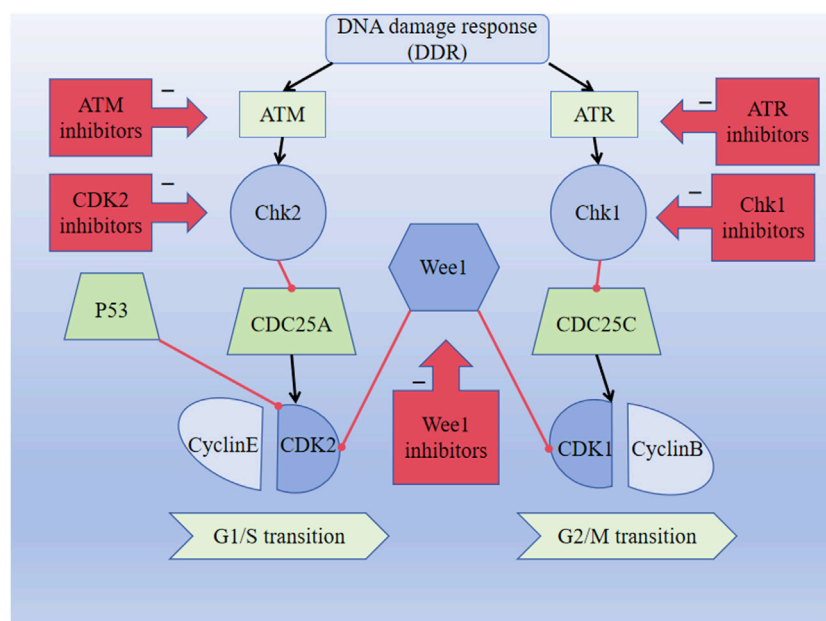 DNA damage response
(DDR)
ATM
inhibitors
−
ATM
ATR
−
ATR
inhibitors
CDK2
inhibitors
−
Chk2
Wee1
Chk1
−
Chk1
inhibitors
P53
CDC25A
CDC25C
−
Wee1
inhibitors
CyclinE
CDK2
CDK1
CyclinB
G1/S transition
G2/M transition